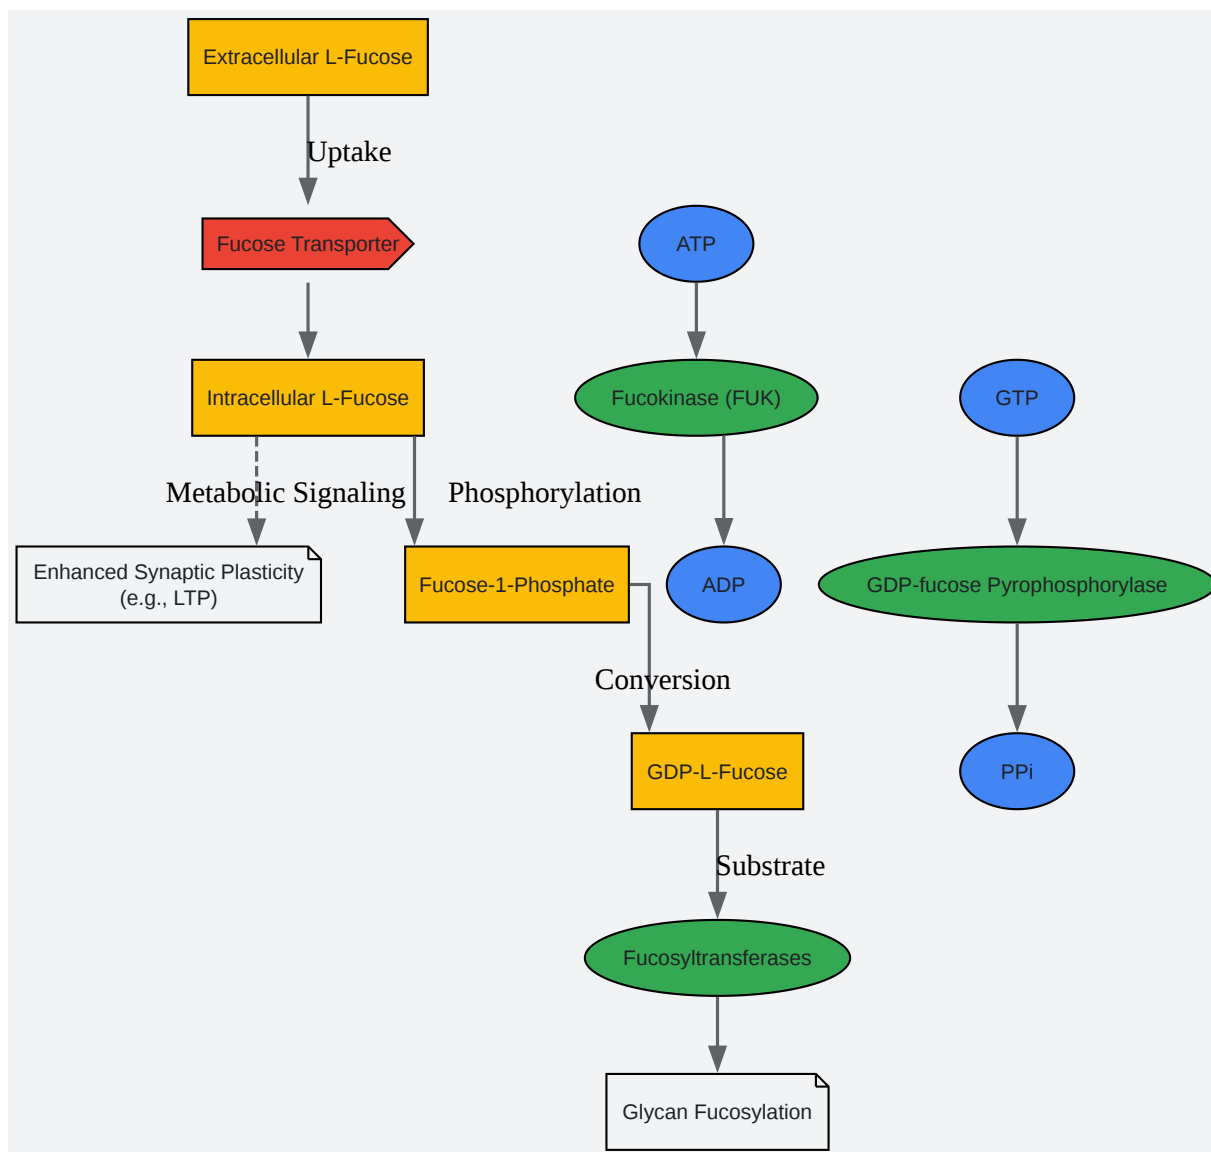 Extracellular L-Fucose
Uptake
Fucose Transporter
ATP
Intracellular L-Fucose
Fucokinase (FUK)
GTP
Metabolic Signaling
Phosphorylation
Enhanced Synaptic Plasticity
(e.g., LTP)
Fucose-1-Phosphate
ADP
GDP-fucose Pyrophosphorylase
Conversion
GDP-L-Fucose
PPi
Substrate
Fucosyltransferases
Glycan Fucosylation